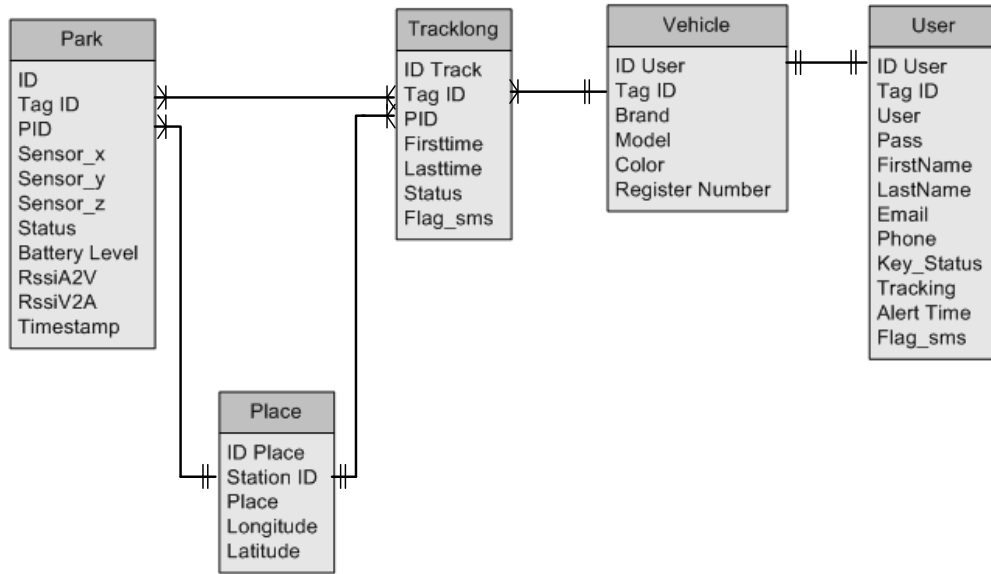 Park
ID
Tag ID
PID
Sensor_x
Sensor_y
Sensor_z
Status
Battery Level
RssiA2V
RssiV2A
Timestamp
Tracklong
ID Track
Tag ID
PID
Firsttime
Lasttime
Status
Flag_sms
Vehicle
ID User
Tag ID
Brand
Model
Color
Register Number
User
ID User
Tag ID
User
Pass
FirstName
LastName
Email
Phone
Key_Status
Tracking
Alert Time
Flag_sms
Place
ID Place
Station ID
Place
Longitude
Latitude